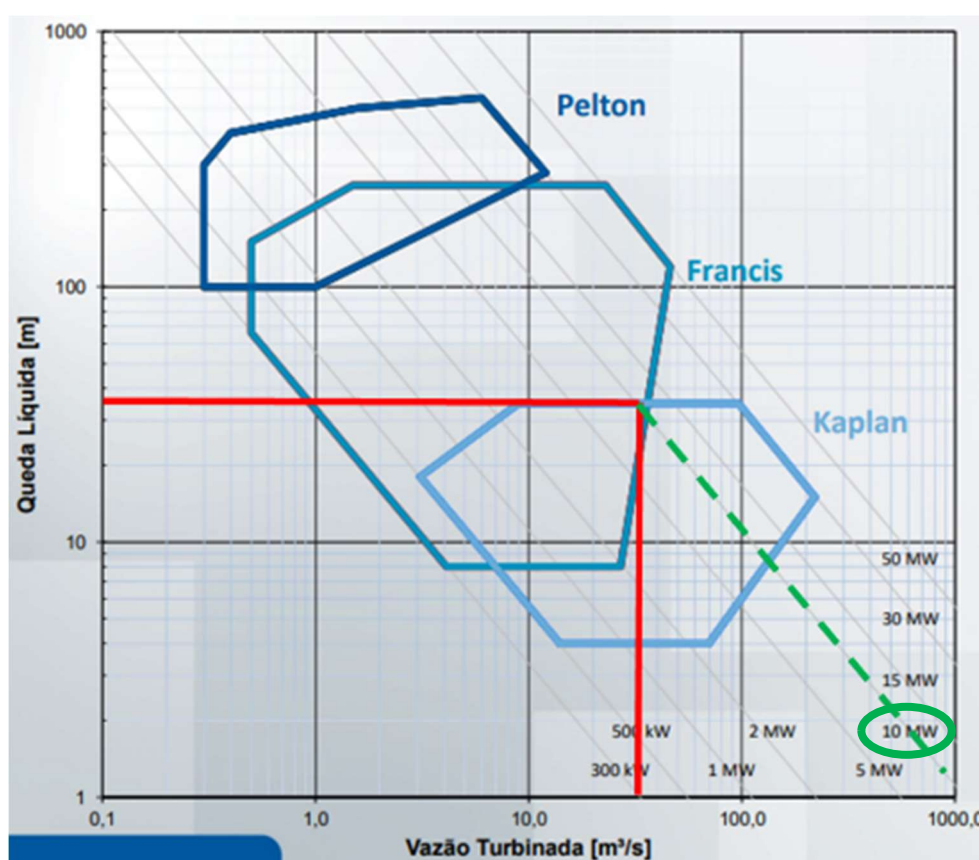 1000
Pelton
Francis
100
Queda Líquida [m]
Kaplan
10
50 MW
30 MW
15 MW
500 kW
2 MW
10 MW
300 kW
1 MW
5 MW
1
0,1
1,0
10,0
100,0
1000,0
Vazão Turbinada [m³/s]